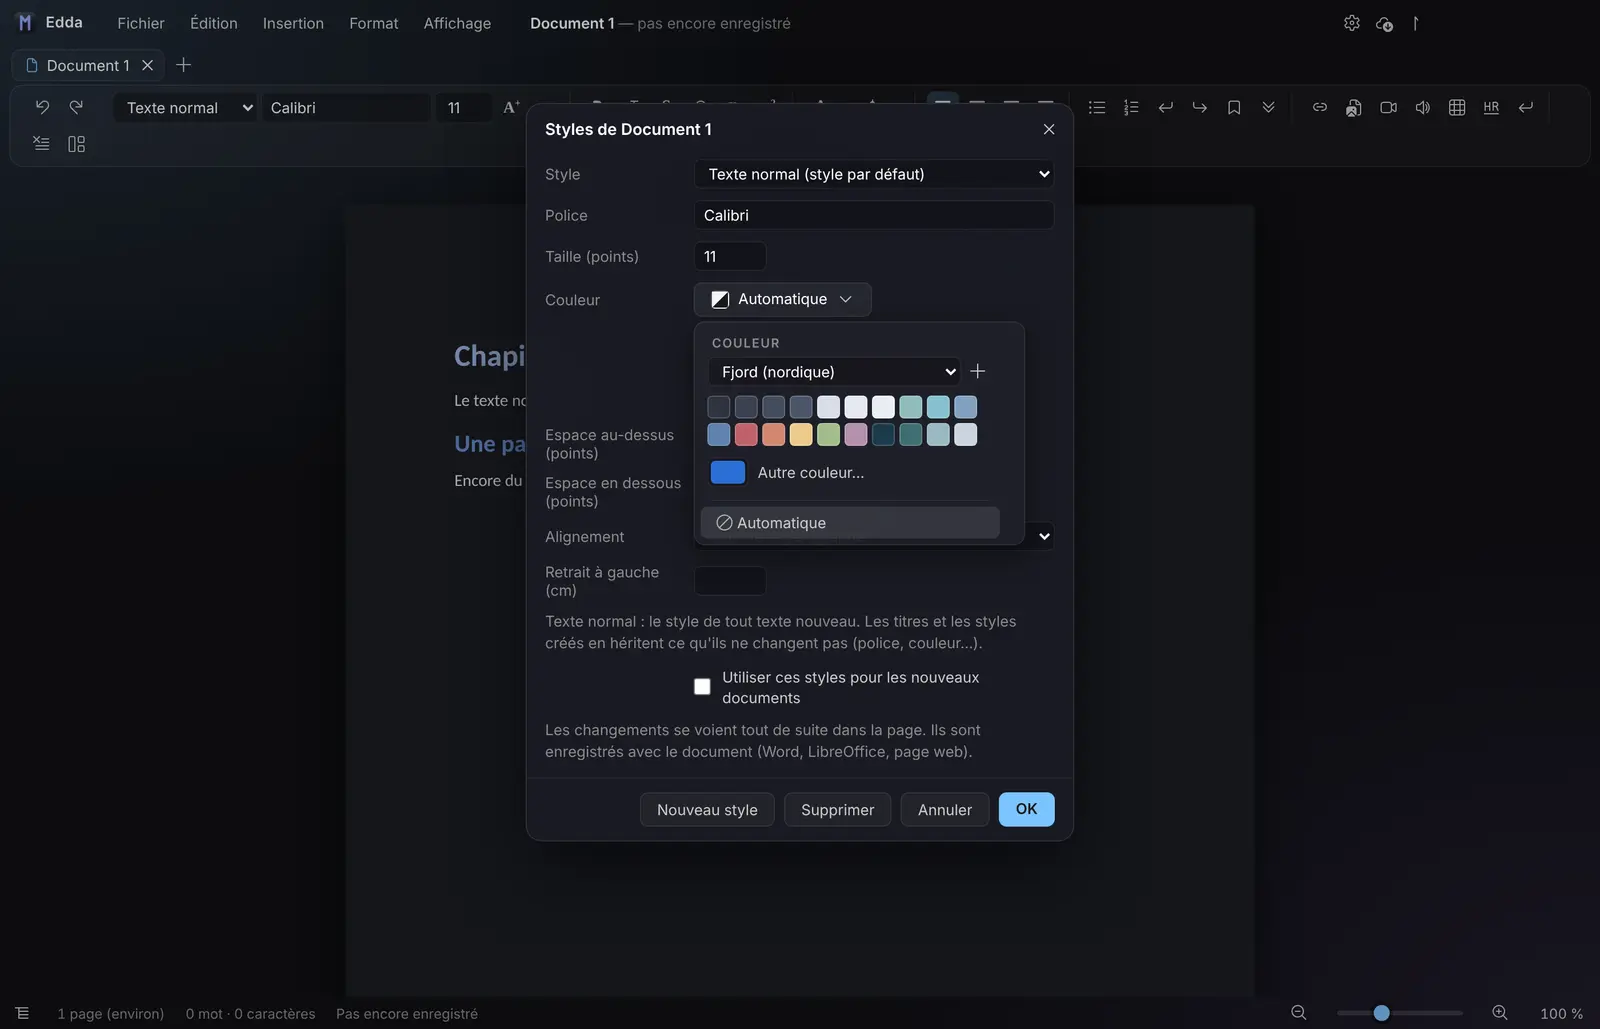 Edda
Fichier
Édition
Insertion
Format
Affichage
Document 1 — pas encore enregistré
Document 1
Texte normal
Calibri
11
A+
HR
Styles de Document 1
Style
Texte normal (style par défaut)
Police
Calibri
Taille (points)
11
Couleur
Automatique
COULEUR
Fjord (nordique)
Autre couleur...
Automatique
Chapi
Le texte no
Une pa
Encore du
Espace au-dessus
(points)
Espace en dessous
(points)
Alignement
Retrait à gauche
(cm)
Texte normal : le style de tout texte nouveau. Les titres et les styles
créés en héritent ce qu'ils ne changent pas (police, couleur...).
Utiliser ces styles pour les nouveaux
documents
Les changements se voient tout de suite dans la page. Ils sont
enregistrés avec le document (Word, LibreOffice, page web).
Nouveau style
Supprimer
Annuler
OK
1 page (environ)
0 mot · 0 caractères
Pas encore enregistré
100 %